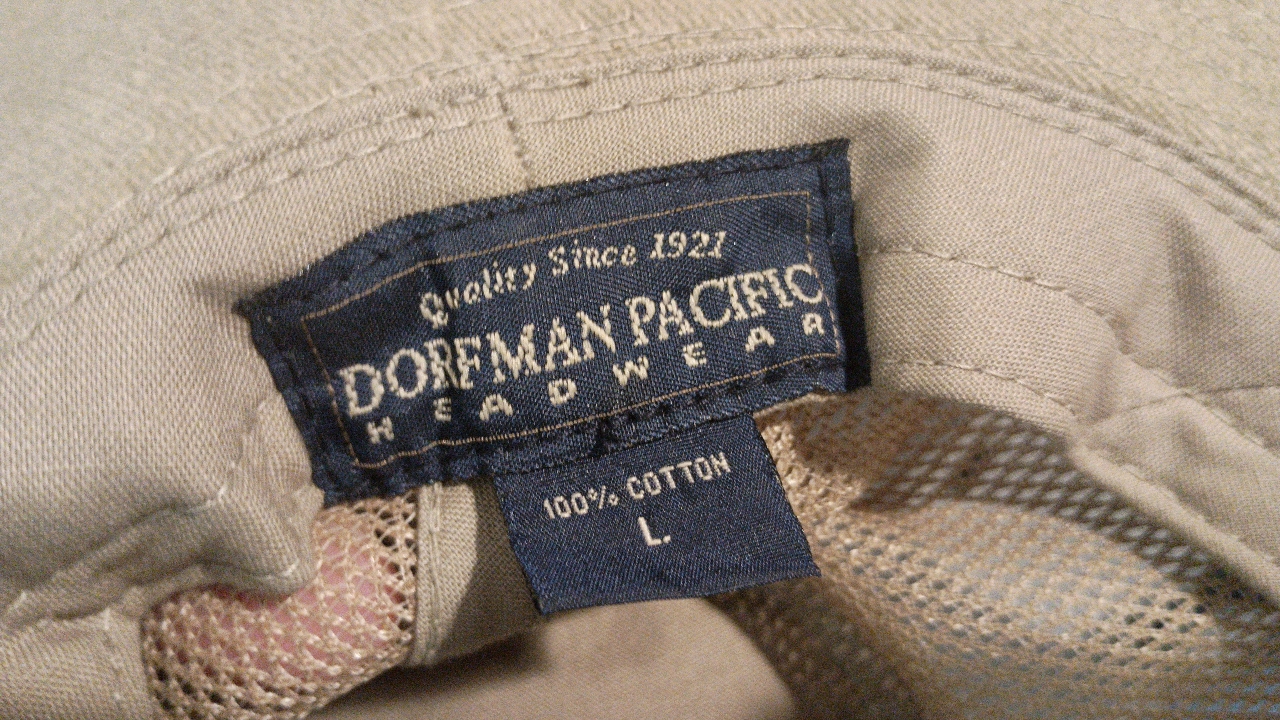 Quality Since 1921
DORFMAN PACIFIC
HEADWEAR
100% COTTON
L.